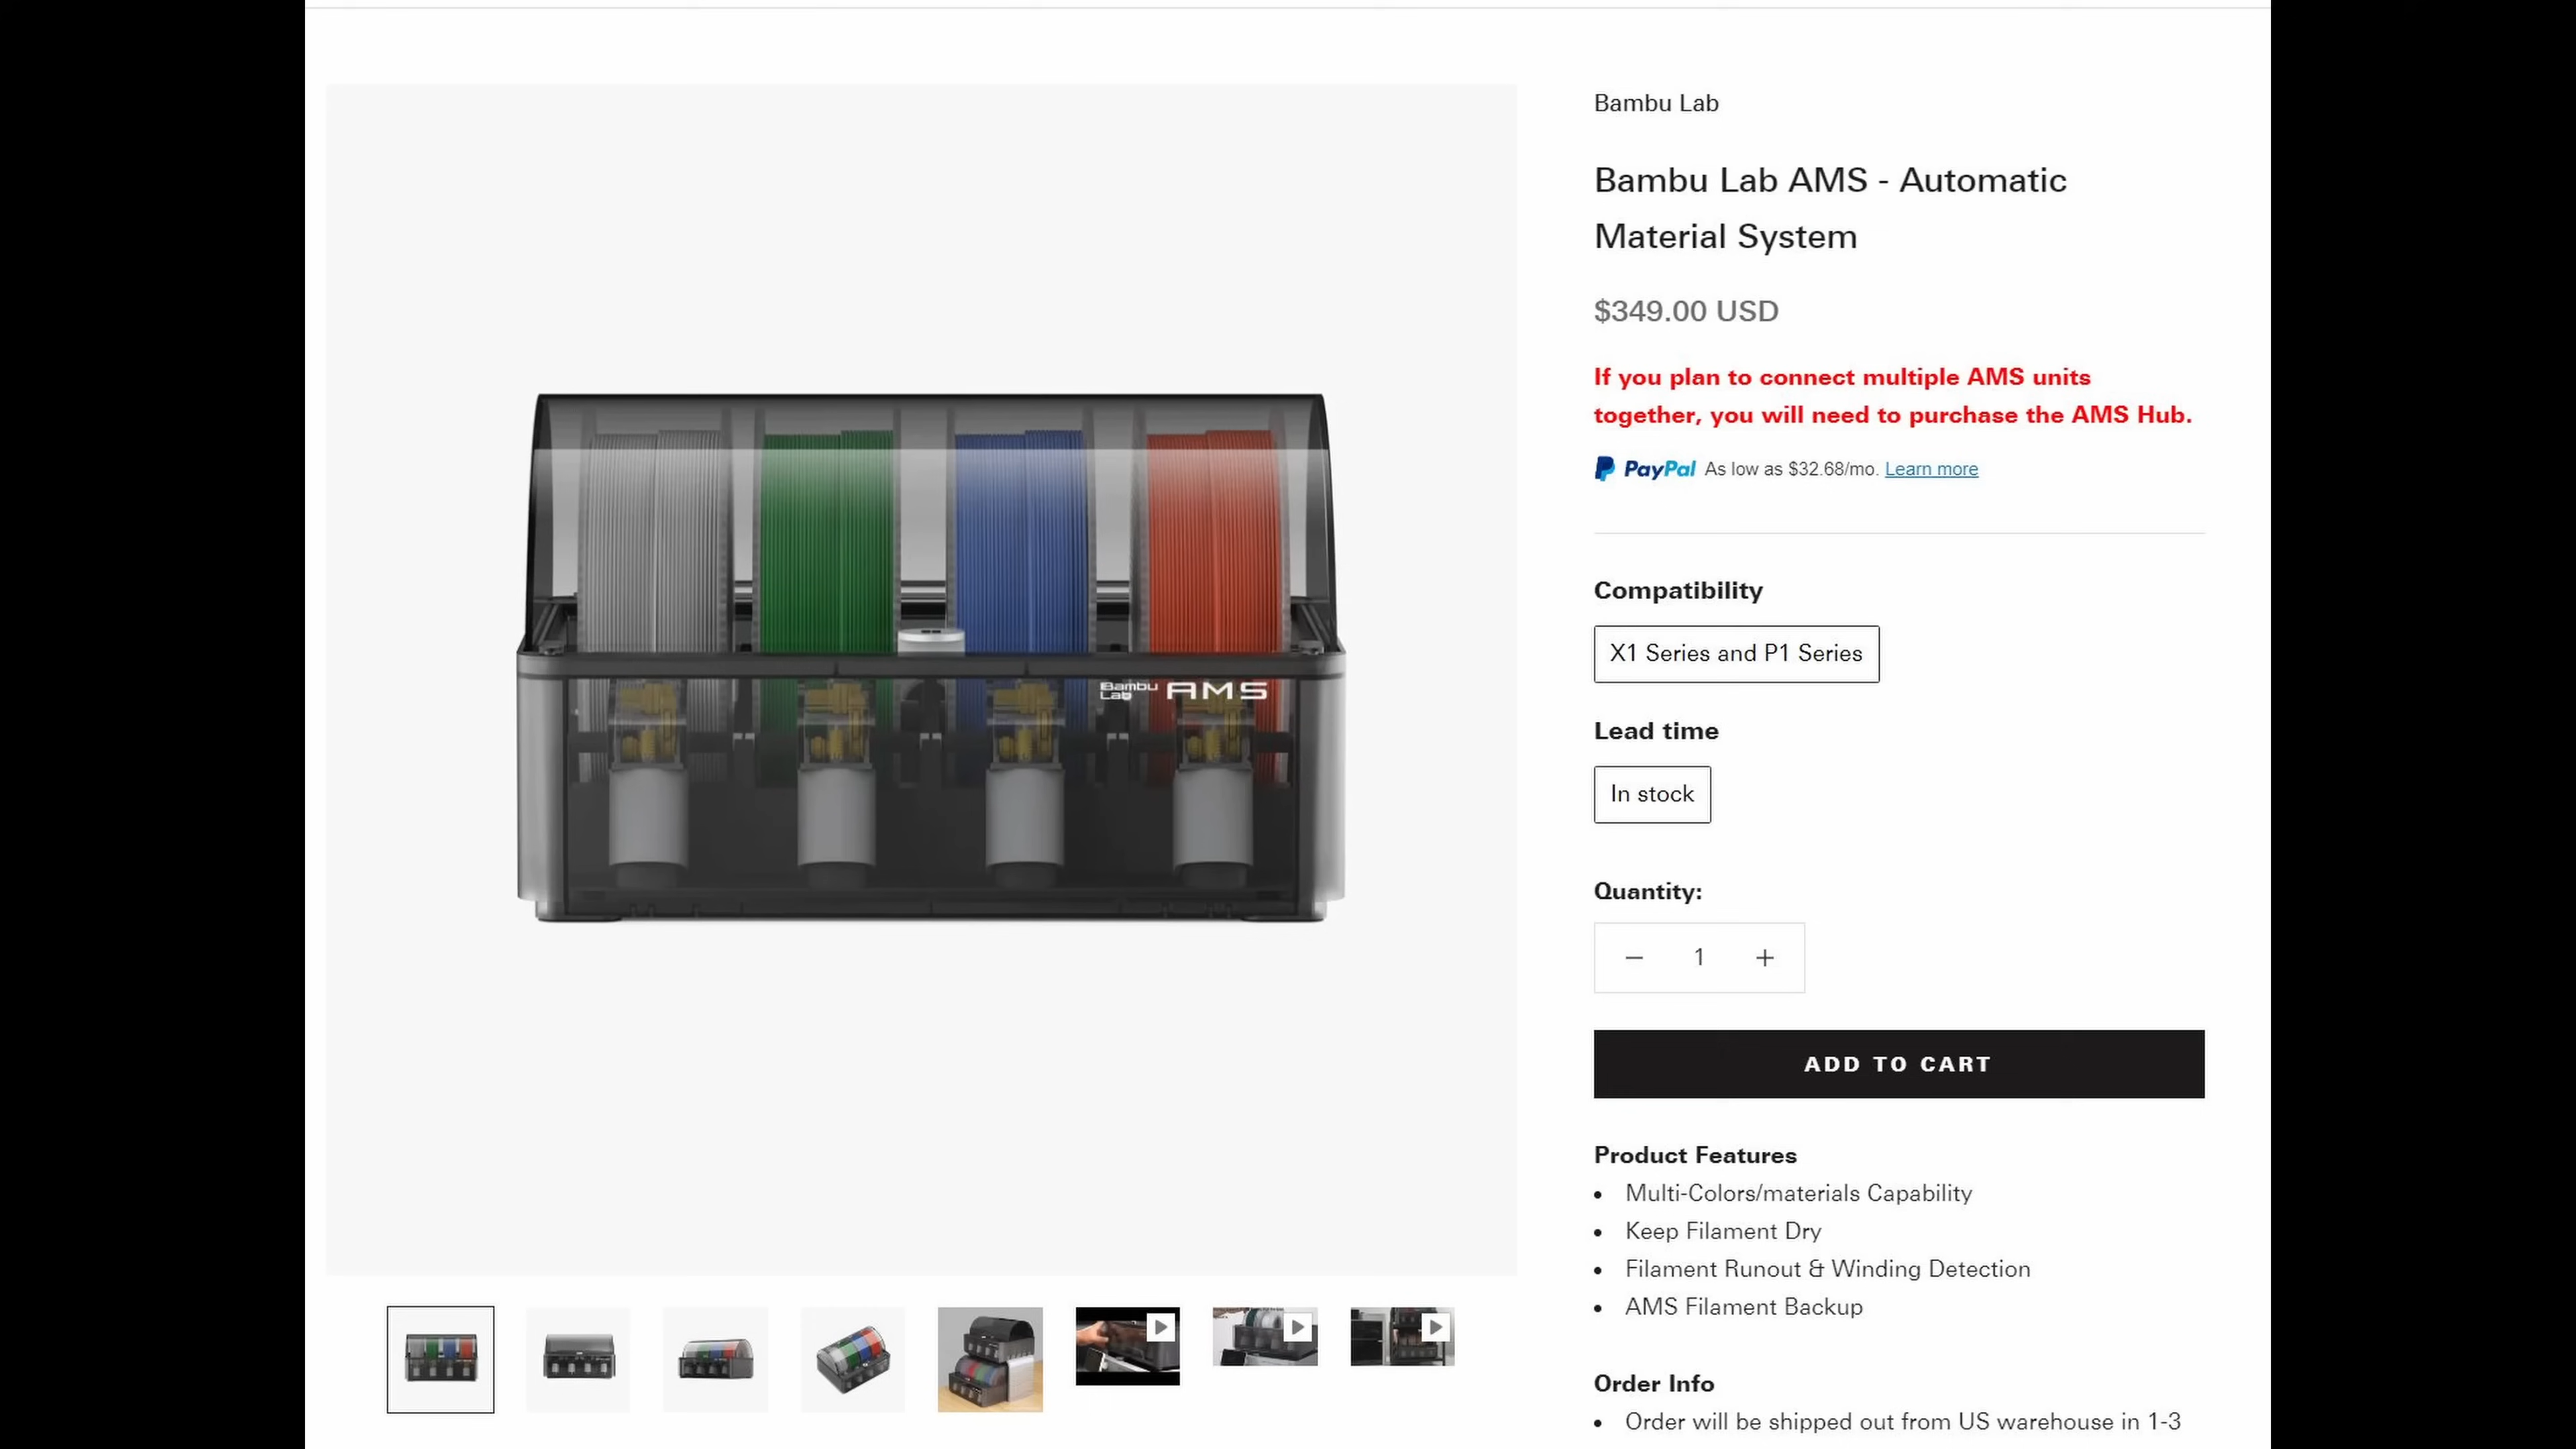 Bambu Lab
Bambu Lab AMS - Automatic
Material System
$349.00 USD
If you plan to connect multiple AMS units
together, you will need to purchase the AMS Hub.
PayPal As low as $32.68/mo. Learn more
Compatibility
X1 Series and P1 Series
Lead time
In stock
Quantity:
1
ADD TO CART
Product Features
Multi-Colors/materials Capability
Keep Filament Dry
Filament Runout & Winding Detection
AMS Filament Backup
Order Info
Order will be shipped out from US warehouse in 1-3
Bambu
Lab AMS